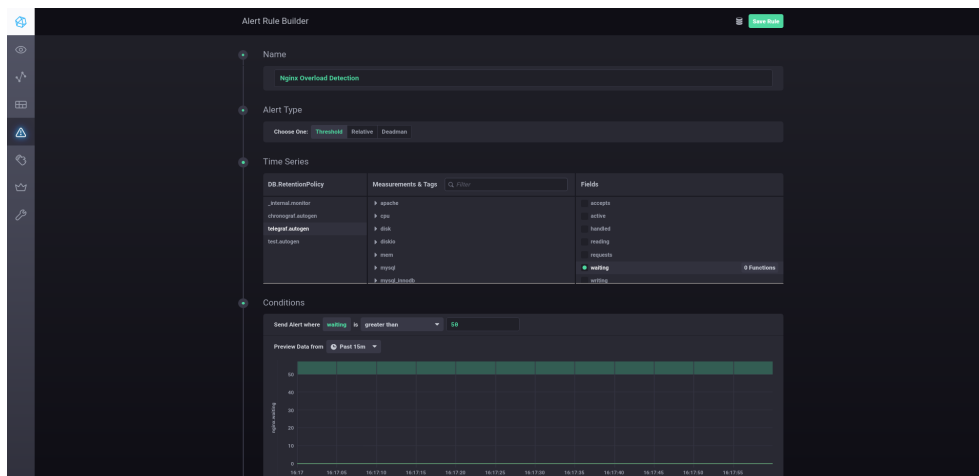 Alert Rule Builder
Save Rule
Name
Nginx Overload Detection
Alert Type
Choose One: Threshold Relative Deadman
Time Series
DB.RetentionPolicy
_internal.monitor
chronograf.autogen
telegraf.autogen
test.autogen
Measurements & Tags
Filter
apache
cpu
disk
diskio
mem
mysql
mysql_innodb
Fields
accepts
active
handled
reading
requests
waiting 0 Functions
writing
Conditions
Send Alert where waiting is greater than 50
Preview Data from Past 15m
nginx.waiting
50
40
30
20
10
0
16:17 16:17:05 16:17:10 16:17:15 16:17:20 16:17:25 16:17:30 16:17:35 16:17:40 16:17:45 16:17:50 16:17:55